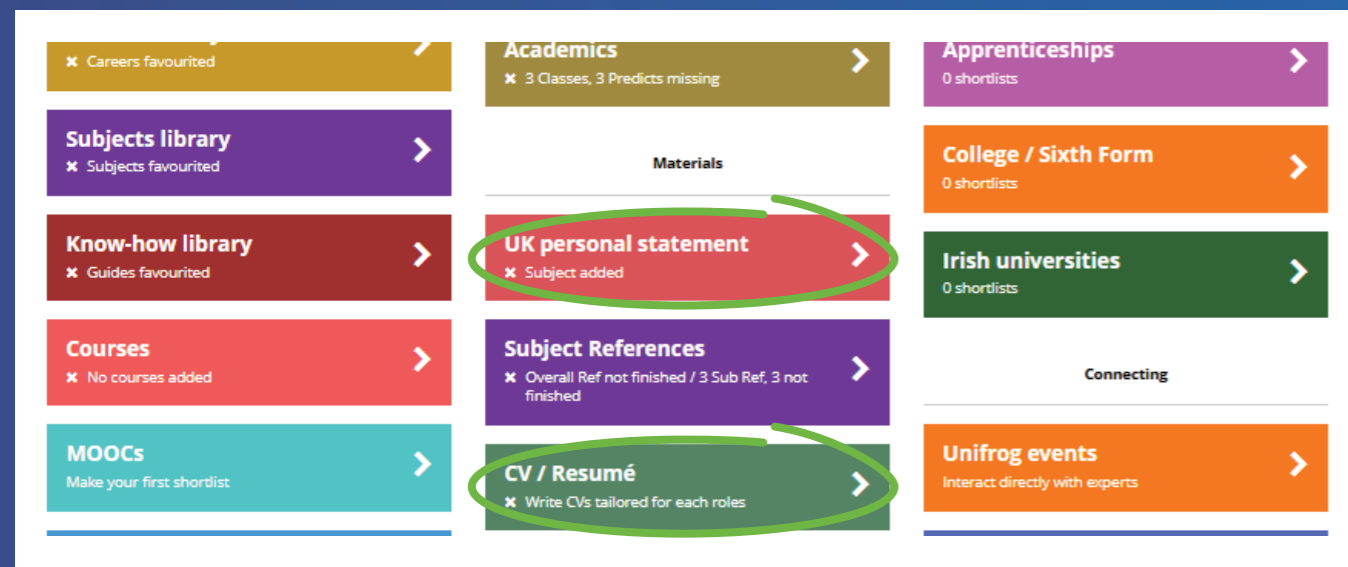 Careers favourited
Subjects library
Subjects favourited
Know-how library
Guides favourited
Courses
No courses added
MOOCs
Make your first shortlist
Academics
3 Classes, 3 Predicts missing
Materials
UK personal statement
Subject added
Subject References
Overall Ref not finished / 3 Sub Ref, 3 not
finished
CV / Resumé
Write CVs tailored for each roles
Apprenticeships
0 shortlists
College / Sixth Form
0 shortlists
Irish universities
0 shortlists
Connecting
Unifrog events
Interact directly with experts